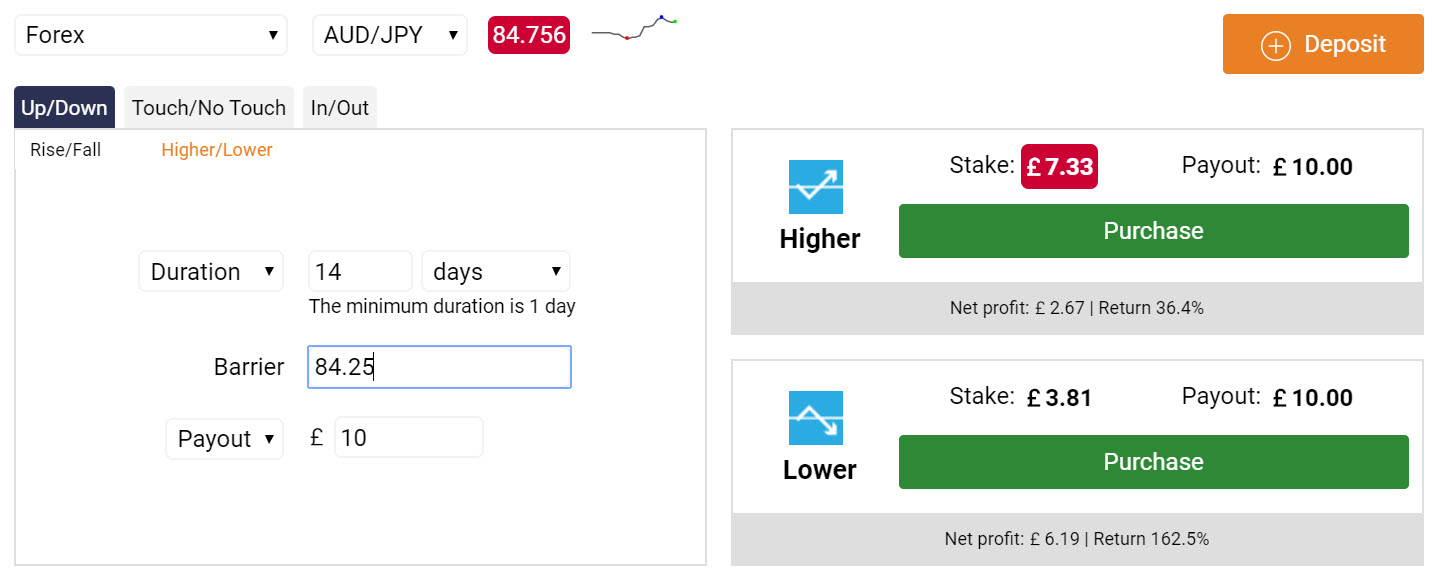 Forex AUD/JPY 84.756 Deposit
Up/Down Touch/No Touch In/Out
Rise/Fall Higher/Lower
Duration 14 days
The minimum duration is 1 day
Barrier 84.25
Payout £ 10
Stake: £ 7.33 Payout: £ 10.00
Higher Purchase
Net profit: £ 2.67 | Return 36.4%
Stake: £ 3.81 Payout: £ 10.00
Lower Purchase
Net profit: £ 6.19 | Return 162.5%